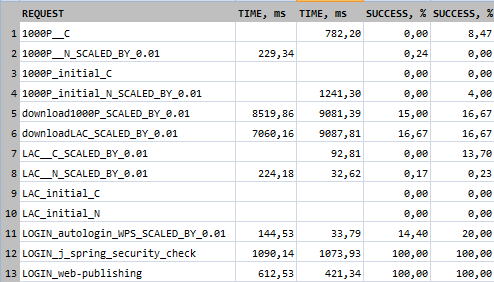 REQUEST TIME, ms TIME, ms SUCCESS, % SUCCESS, %
1 1000P__C 782,20 0,00 8,47
2 1000P__N_SCALED_BY_0.01 229,34 0,24 0,00
3 1000P_initial_C 0,00 0,00
4 1000P_initial_N_SCALED_BY_0.01 1241,30 0,00 4,00
5 download1000P_SCALED_BY_0.01 8519,86 9081,39 15,00 16,67
6 downloadLAC_SCALED_BY_0.01 7060,16 9087,81 16,67 16,67
7 LAC__C_SCALED_BY_0.01 92,81 0,00 13,70
8 LAC__N_SCALED_BY_0.01 224,18 32,62 0,17 0,23
9 LAC_initial_C 0,00 0,00
10 LAC_initial_N 0,00 0,00
11 LOGIN_autologin_WPS_SCALED_BY_0.01 144,53 33,79 14,40 20,00
12 LOGIN_j_spring_security_check 1090,14 1073,93 100,00 100,00
13 LOGIN_web-publishing 612,53 421,34 100,00 100,00